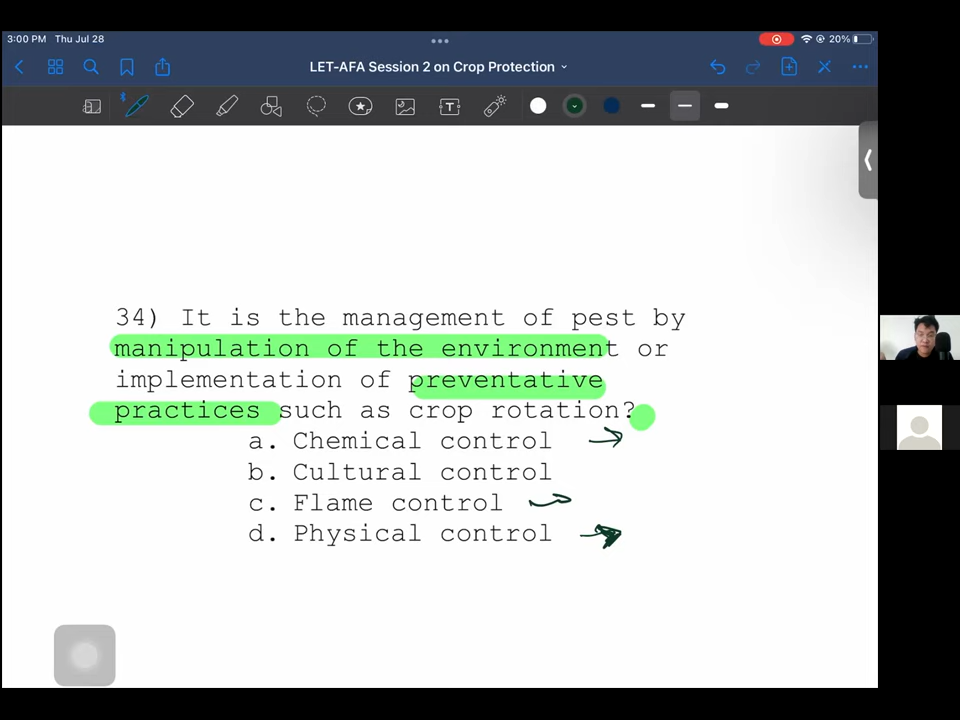 3:00 PM Thu Jul 28
20%
LET-AFA Session 2 on Crop Protection
34) It is the management of pest by
manipulation of the environment or
implementation of preventative
practices such as crop rotation?
a. Chemical control
b. Cultural control
c. Flame control
d. Physical control